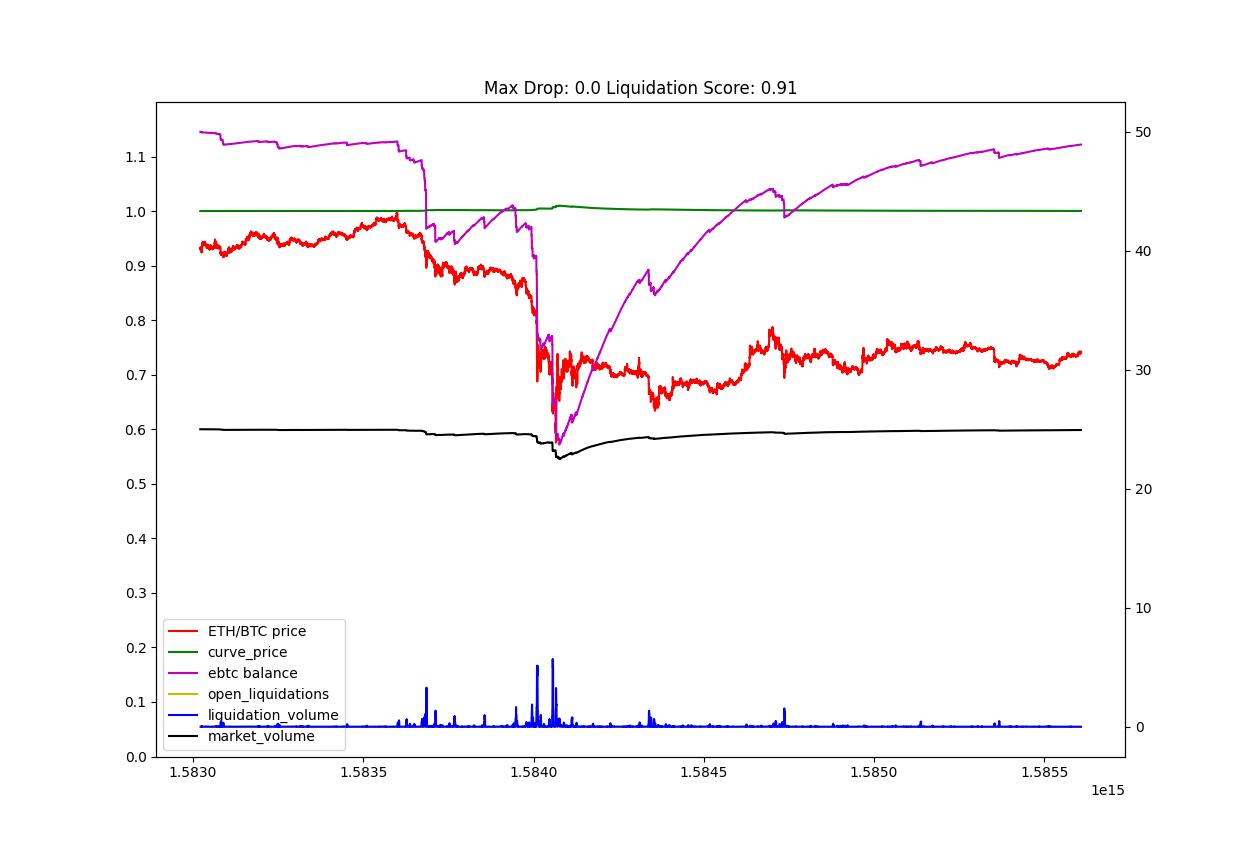 Max Drop: 0.0 Liquidation Score: 0.91
1.1
1.0
0.9
0.8
0.7
0.6
0.5
0.4
0.3
0.2
0.1
0.0
50
40
30
20
10
0
ETH/BTC price
curve_price
ebtc balance
open_liquidations
liquidation_volume
market_volume
1.5830 1.5835 1.5840 1.5845 1.5850 1.5855
1e15